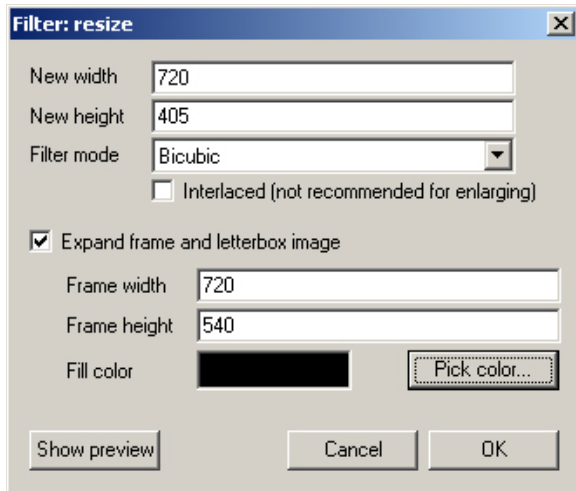 Filter: resize
New width 720
New height 405
Filter mode Bicubic
Interlaced (not recommended for enlarging)
Expand frame and letterbox image
Frame width 720
Frame height 540
Fill color Pick color...
Show preview Cancel OK